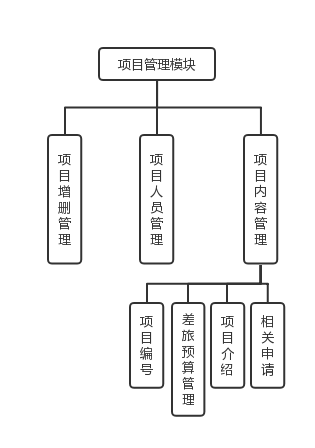 项目管理模块
项目增删管理
项目人员管理
项目内容管理
项目编号
差旅预算管理
项目介绍
相关申请